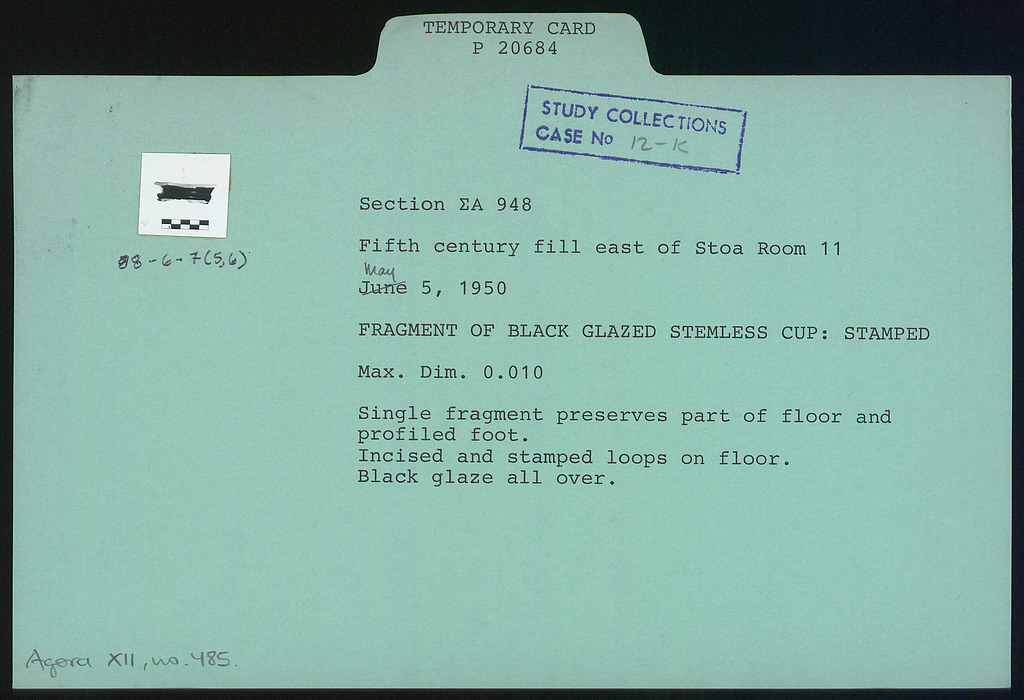 TEMPORARY CARD
P 20684
STUDY COLLECTIONS
CASE No 12-K
Section ΣA 948
Fifth century fill east of Stoa Room 11
88-6-7(5,6)
May
June 5, 1950
FRAGMENT OF BLACK GLAZED STEMLESS CUP: STAMPED
Max. Dim. 0.010
Single fragment preserves part of floor and
profiled foot.
Incised and stamped loops on floor.
Black glaze all over.
Agora XII, no. 485.